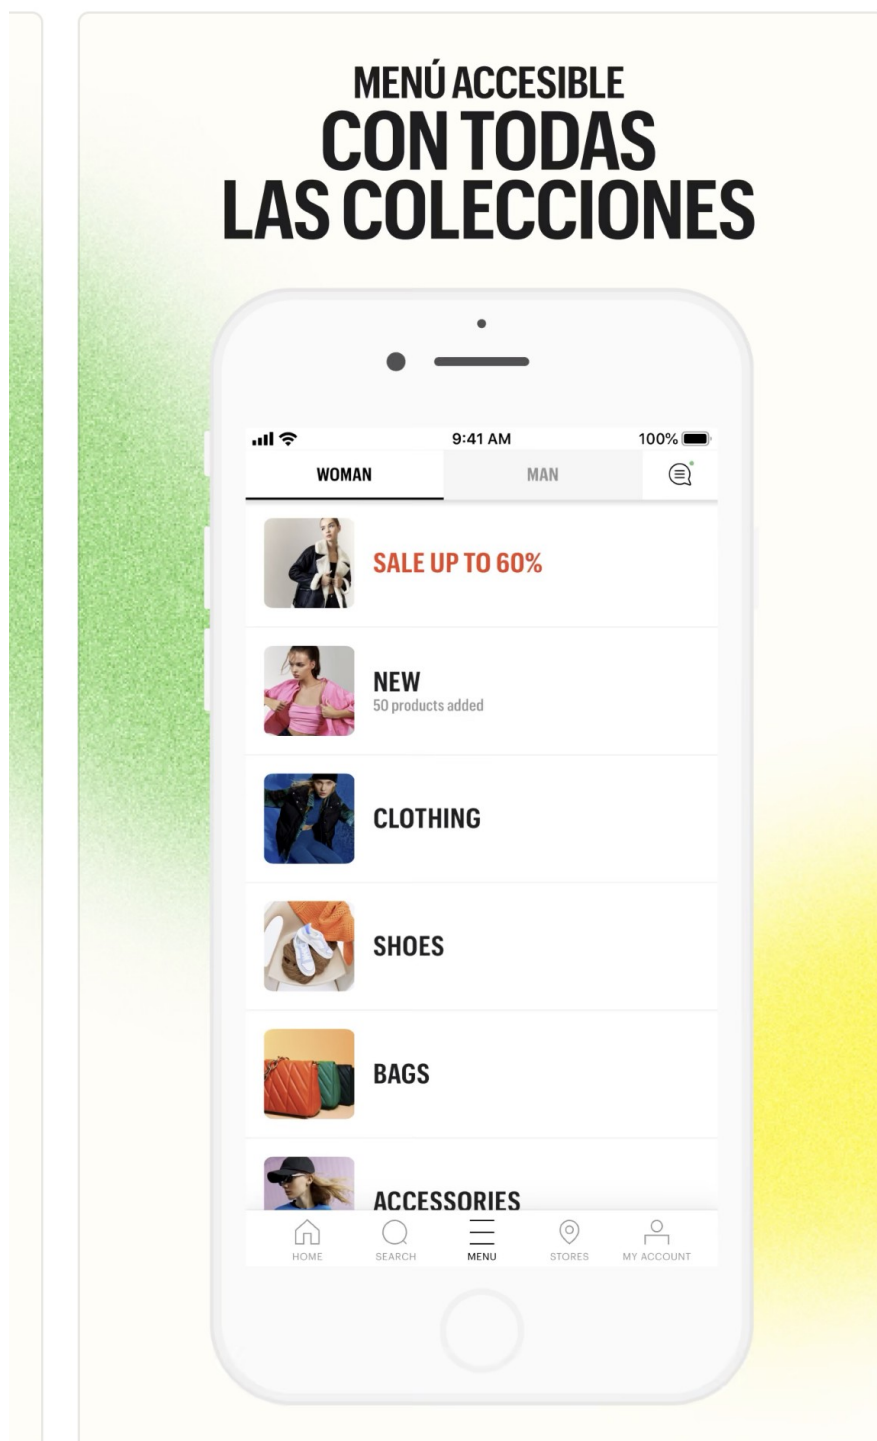 MENÚ ACCESIBLE
CON TODAS
LAS COLECCIONES
9:41 AM
100%
WOMAN
MAN
SALE UP TO 60%
NEW
50 products added
CLOTHING
SHOES
BAGS
ACCESSORIES
HOME
SEARCH
MENU
STORES
MY ACCOUNT